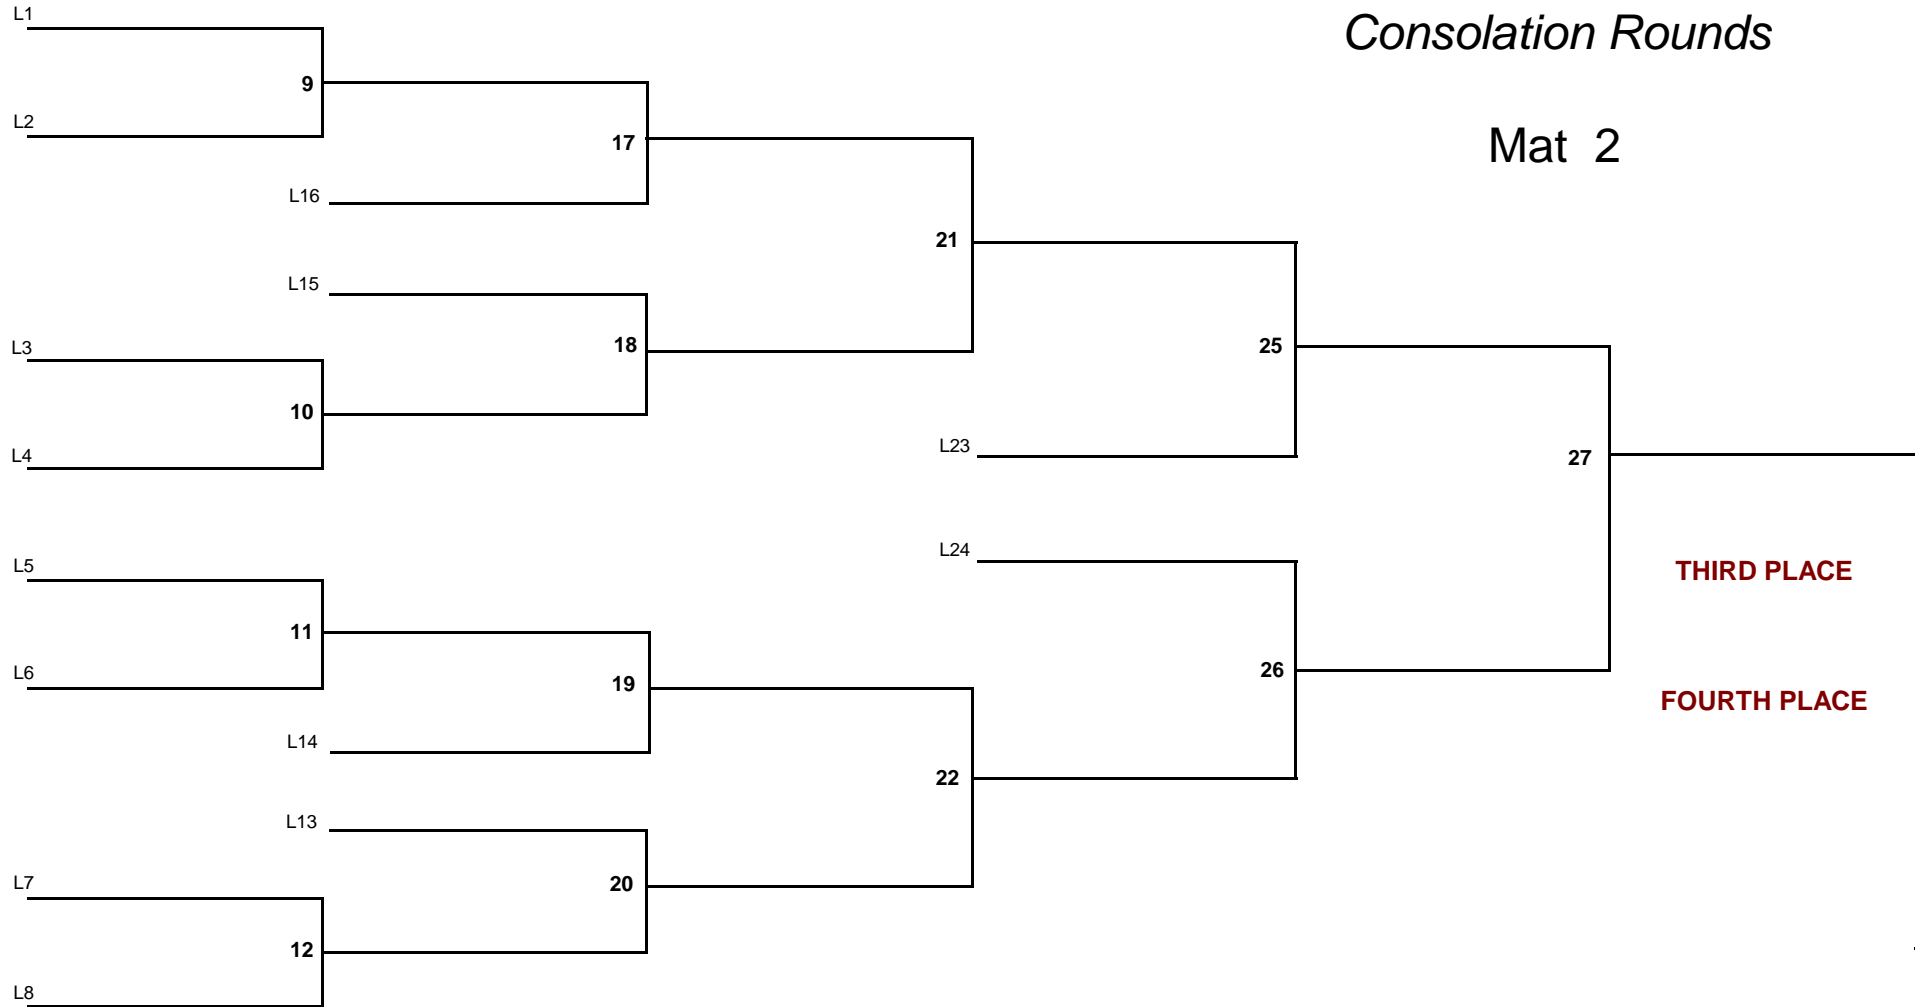 L1
Consolation Rounds
9
L2
17
Mat 2
L16
21
L15
L3
18
25
10
L4
L23
27
L24
L5
THIRD PLACE
11
L6
19
26
FOURTH PLACE
L14
22
L13
L7
20
12
L8